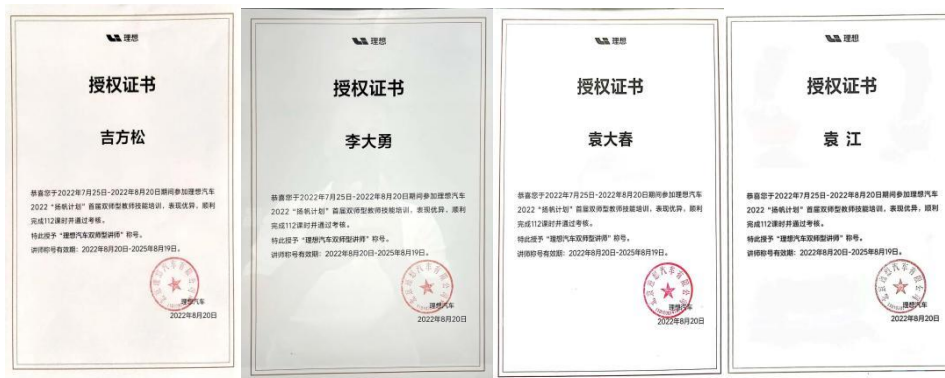 理想
授权证书
吉方松
恭喜您于2022年7月25日-2022年8月20日期间参加理想汽车
2022“扬帆计划”首届双师型教师技能培训，表现优异，顺利
完成112课时并通过考核。
特此授予“理想汽车双师型讲师”称号。
讲师称号有效期：2022年8月20日-2025年8月19日。
理想汽车
2022年8月20日
理想
授权证书
李大勇
恭喜您于2022年7月25日-2022年8月20日期间参加理想汽车
2022“扬帆计划”首届双师型教师技能培训，表现优异，顺利
完成112课时并通过考核。
特此授予“理想汽车双师型讲师”称号。
讲师称号有效期：2022年8月20日-2025年8月19日。
理想汽车
2022年8月20日
理想
授权证书
袁大春
恭喜您于2022年7月25日-2022年8月20日期间参加理想汽车
2022“扬帆计划”首届双师型教师技能培训，表现优异，顺利
完成112课时并通过考核。
特此授予“理想汽车双师型讲师”称号。
讲师称号有效期：2022年8月20日-2025年8月19日。
理想汽车
2022年8月20日
理想
授权证书
袁 江
恭喜您于2022年7月25日-2022年8月20日期间参加理想汽车
2022“扬帆计划”首届双师型教师技能培训，表现优异，顺利
完成112课时并通过考核。
特此授予“理想汽车双师型讲师”称号。
讲师称号有效期：2022年8月20日-2025年8月19日。
理想汽车
2022年8月20日